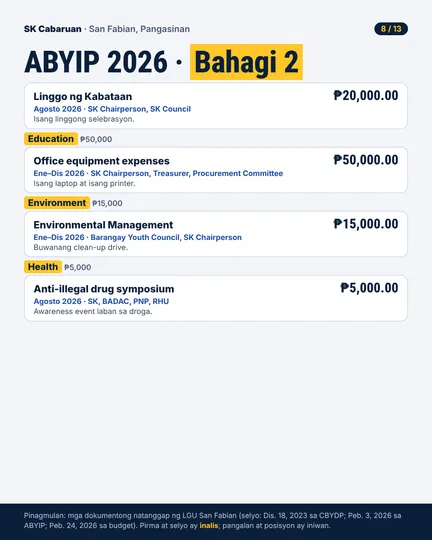 SK Cabaruan · San Fabian, Pangasinan
8 / 13
ABYIP 2026 · Bahagi 2
Linggo ng Kabataan ₱20,000.00
Agosto 2026 · SK Chairperson, SK Council
Isang linggong selebrasyon.
Education ₱50,000
Office equipment expenses ₱50,000.00
Ene–Dis 2026 · SK Chairperson, Treasurer, Procurement Committee
Isang laptop at isang printer.
Environment ₱15,000
Environmental Management ₱15,000.00
Ene–Dis 2026 · Barangay Youth Council, SK Chairperson
Buwanang clean-up drive.
Health ₱5,000
Anti-illegal drug symposium ₱5,000.00
Agosto 2026 · SK, BADAC, PNP, RHU
Awareness event laban sa droga.
Pinagmulan: mga dokumentong natanggap ng LGU San Fabian (selyo: Dis. 18, 2023 sa CBYDP; Peb. 3, 2026 sa
ABYIP; Peb. 24, 2026 sa budget). Pirma at selyo ay inalis; pangalan at posisyon ay iniwan.